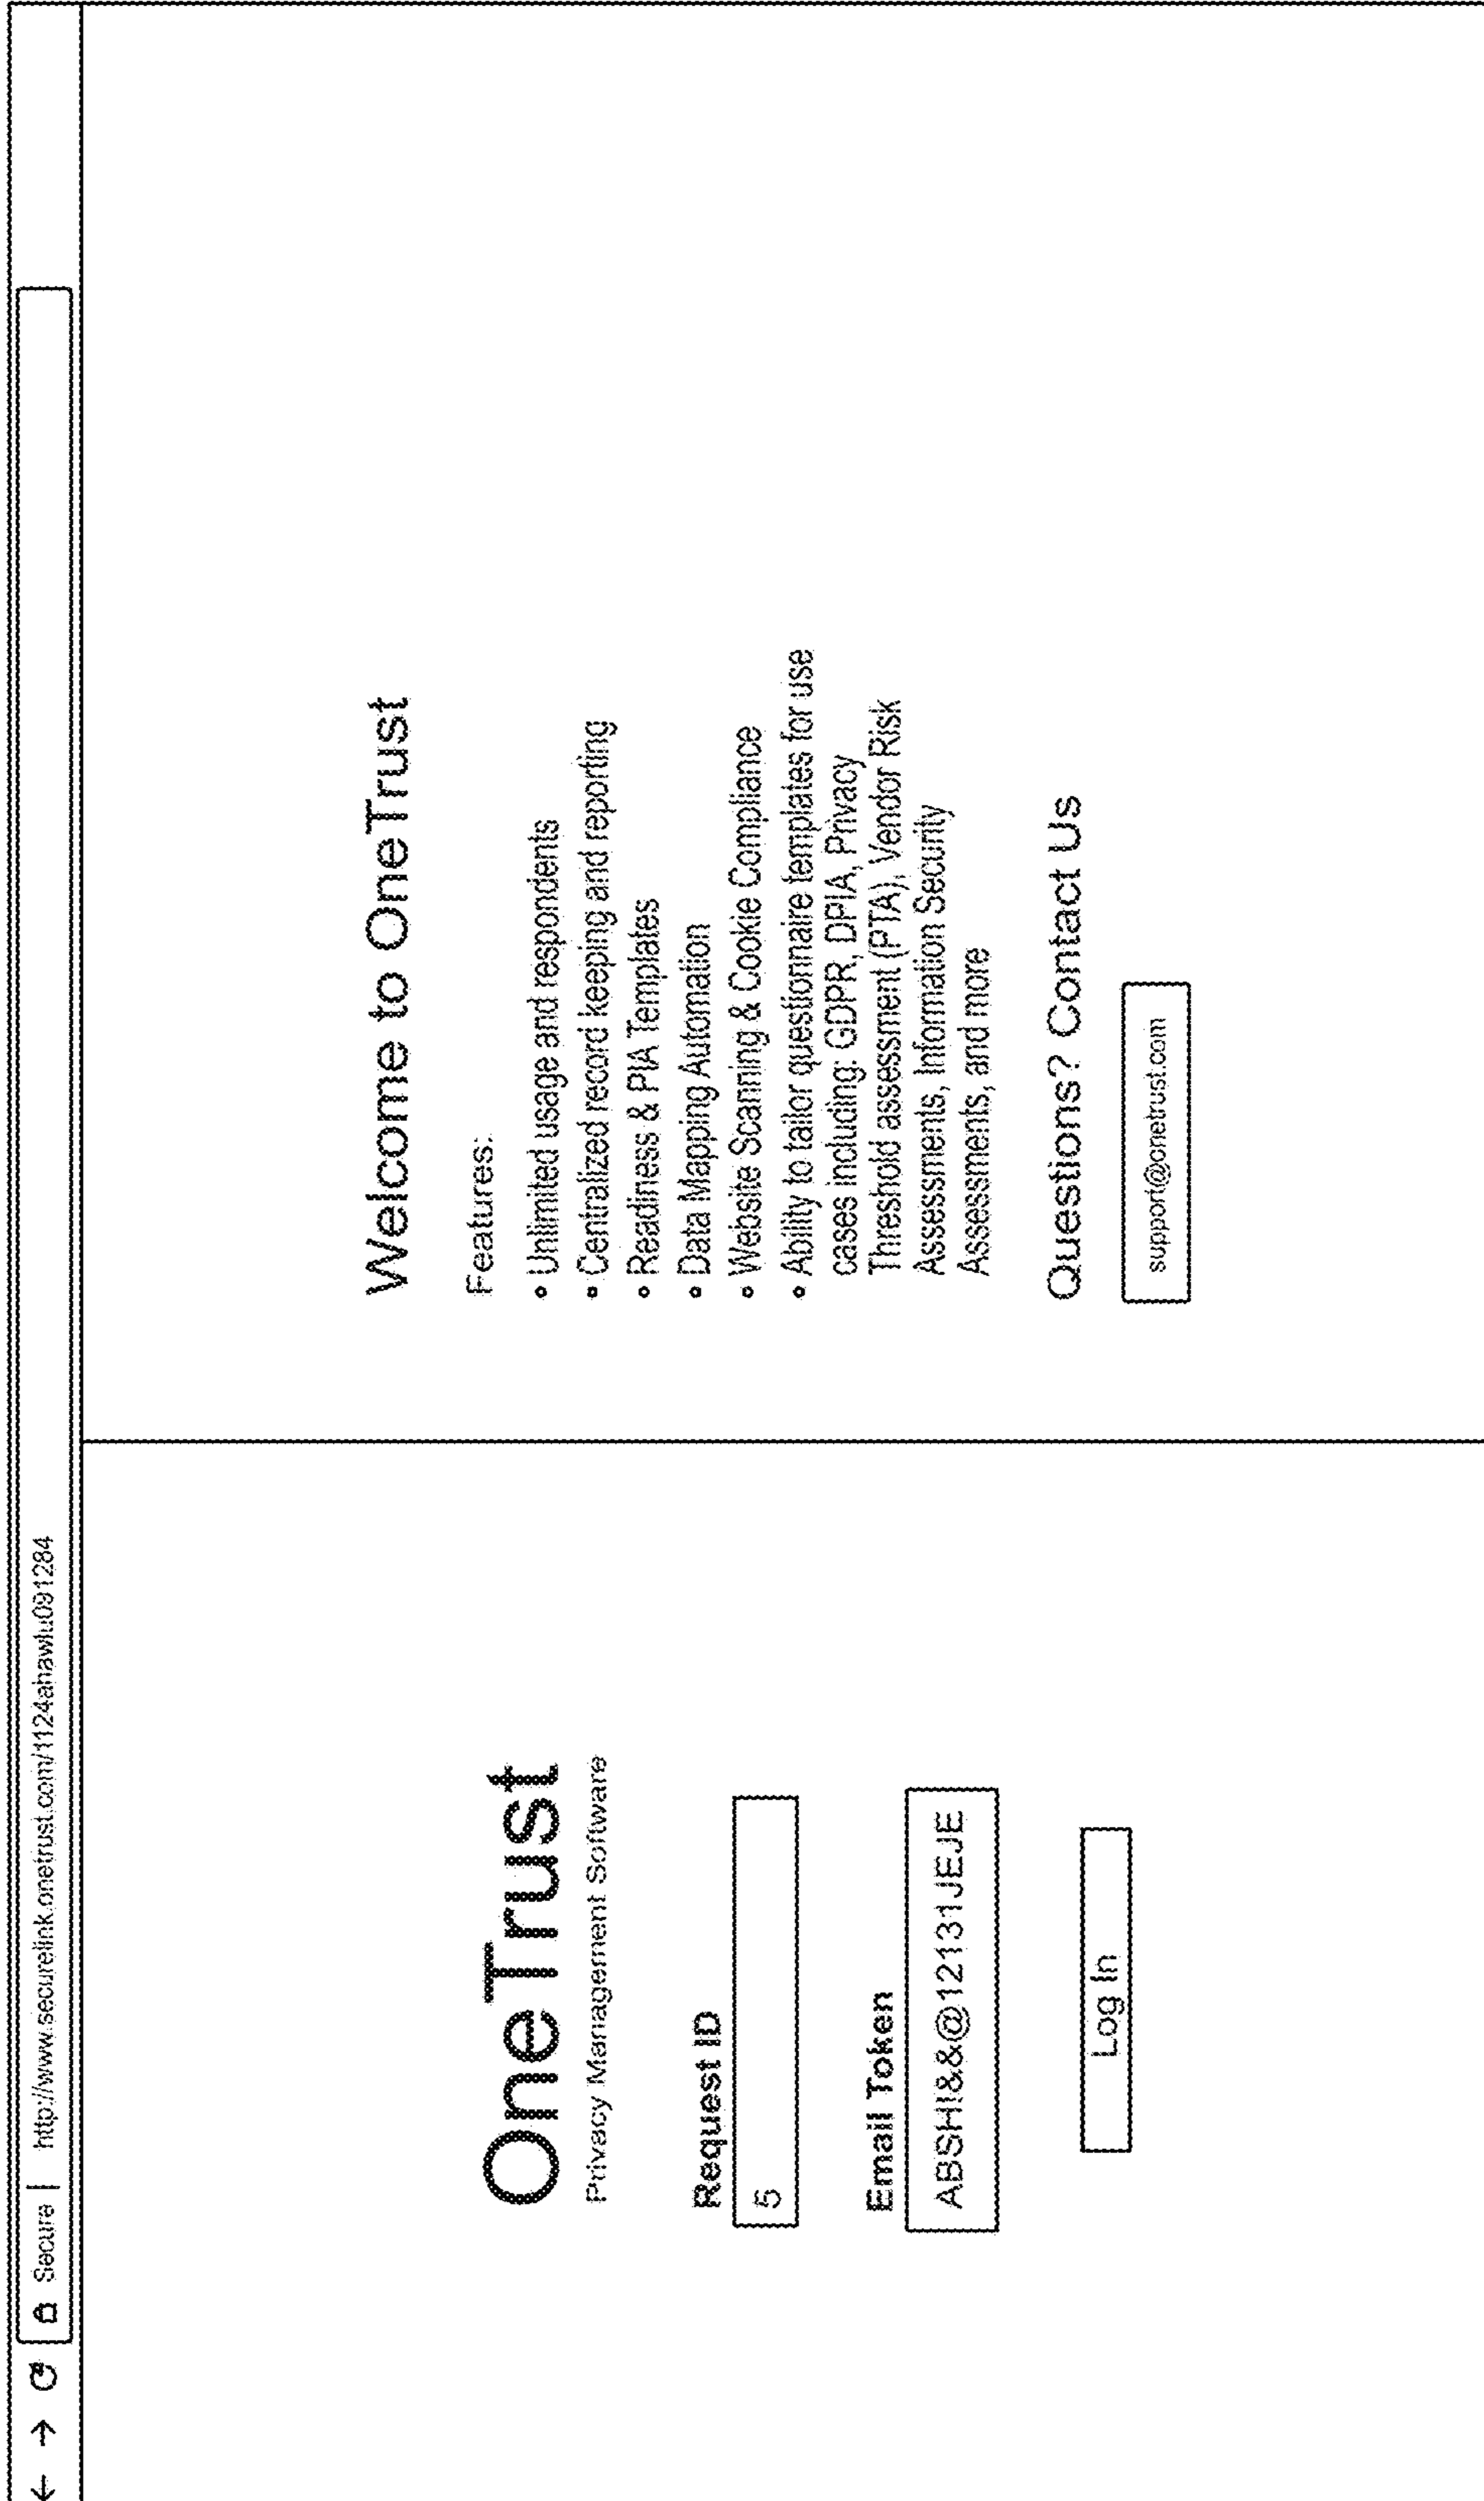 Secure | http://www.securelink.onetrust.com/1124ahawlu091284
OneTrust
Privacy Management Software
Request ID
5
Email Token
ABSHI&&@12131JEJE
Log In
Welcome to OneTrust
Features:
• Unlimited usage and respondents
• Centralized record keeping and reporting
• Readiness & PIA Templates
• Data Mapping Automation
• Website Scanning & Cookie Compliance
• Ability to tailor questionnaire templates for use
cases including: GDPR, DPIA, Privacy
Threshold assessment (PTA), Vendor Risk
Assessments, Information Security
Assessments, and more
Questions? Contact Us
support@onetrust.com